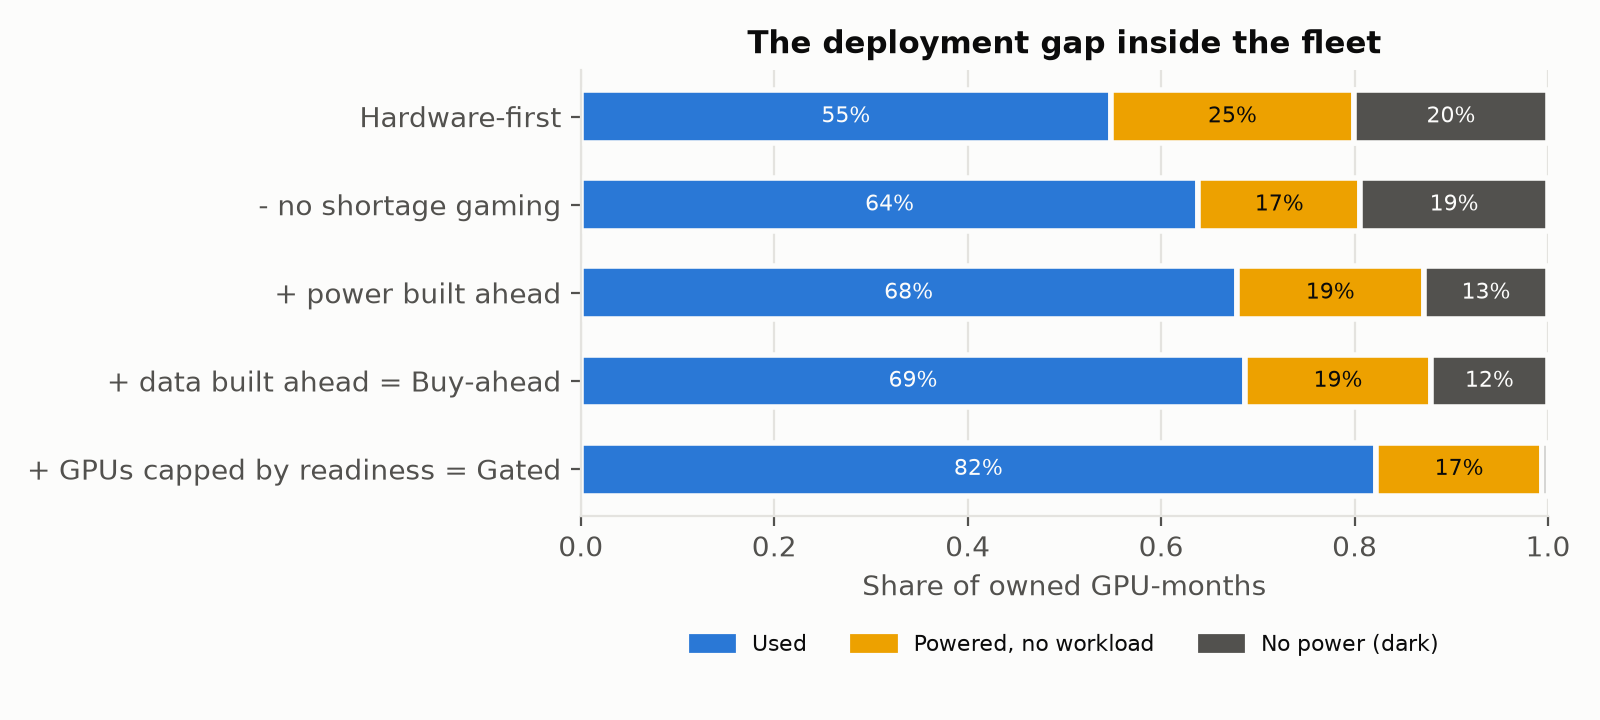 The deployment gap inside the fleet
Hardware-first 55% 25% 20%
- no shortage gaming 64% 17% 19%
+ power built ahead 68% 19% 13%
+ data built ahead = Buy-ahead 69% 19% 12%
+ GPUs capped by readiness = Gated 82% 17%
0.0 0.2 0.4 0.6 0.8 1.0
Share of owned GPU-months
Used Powered, no workload No power (dark)